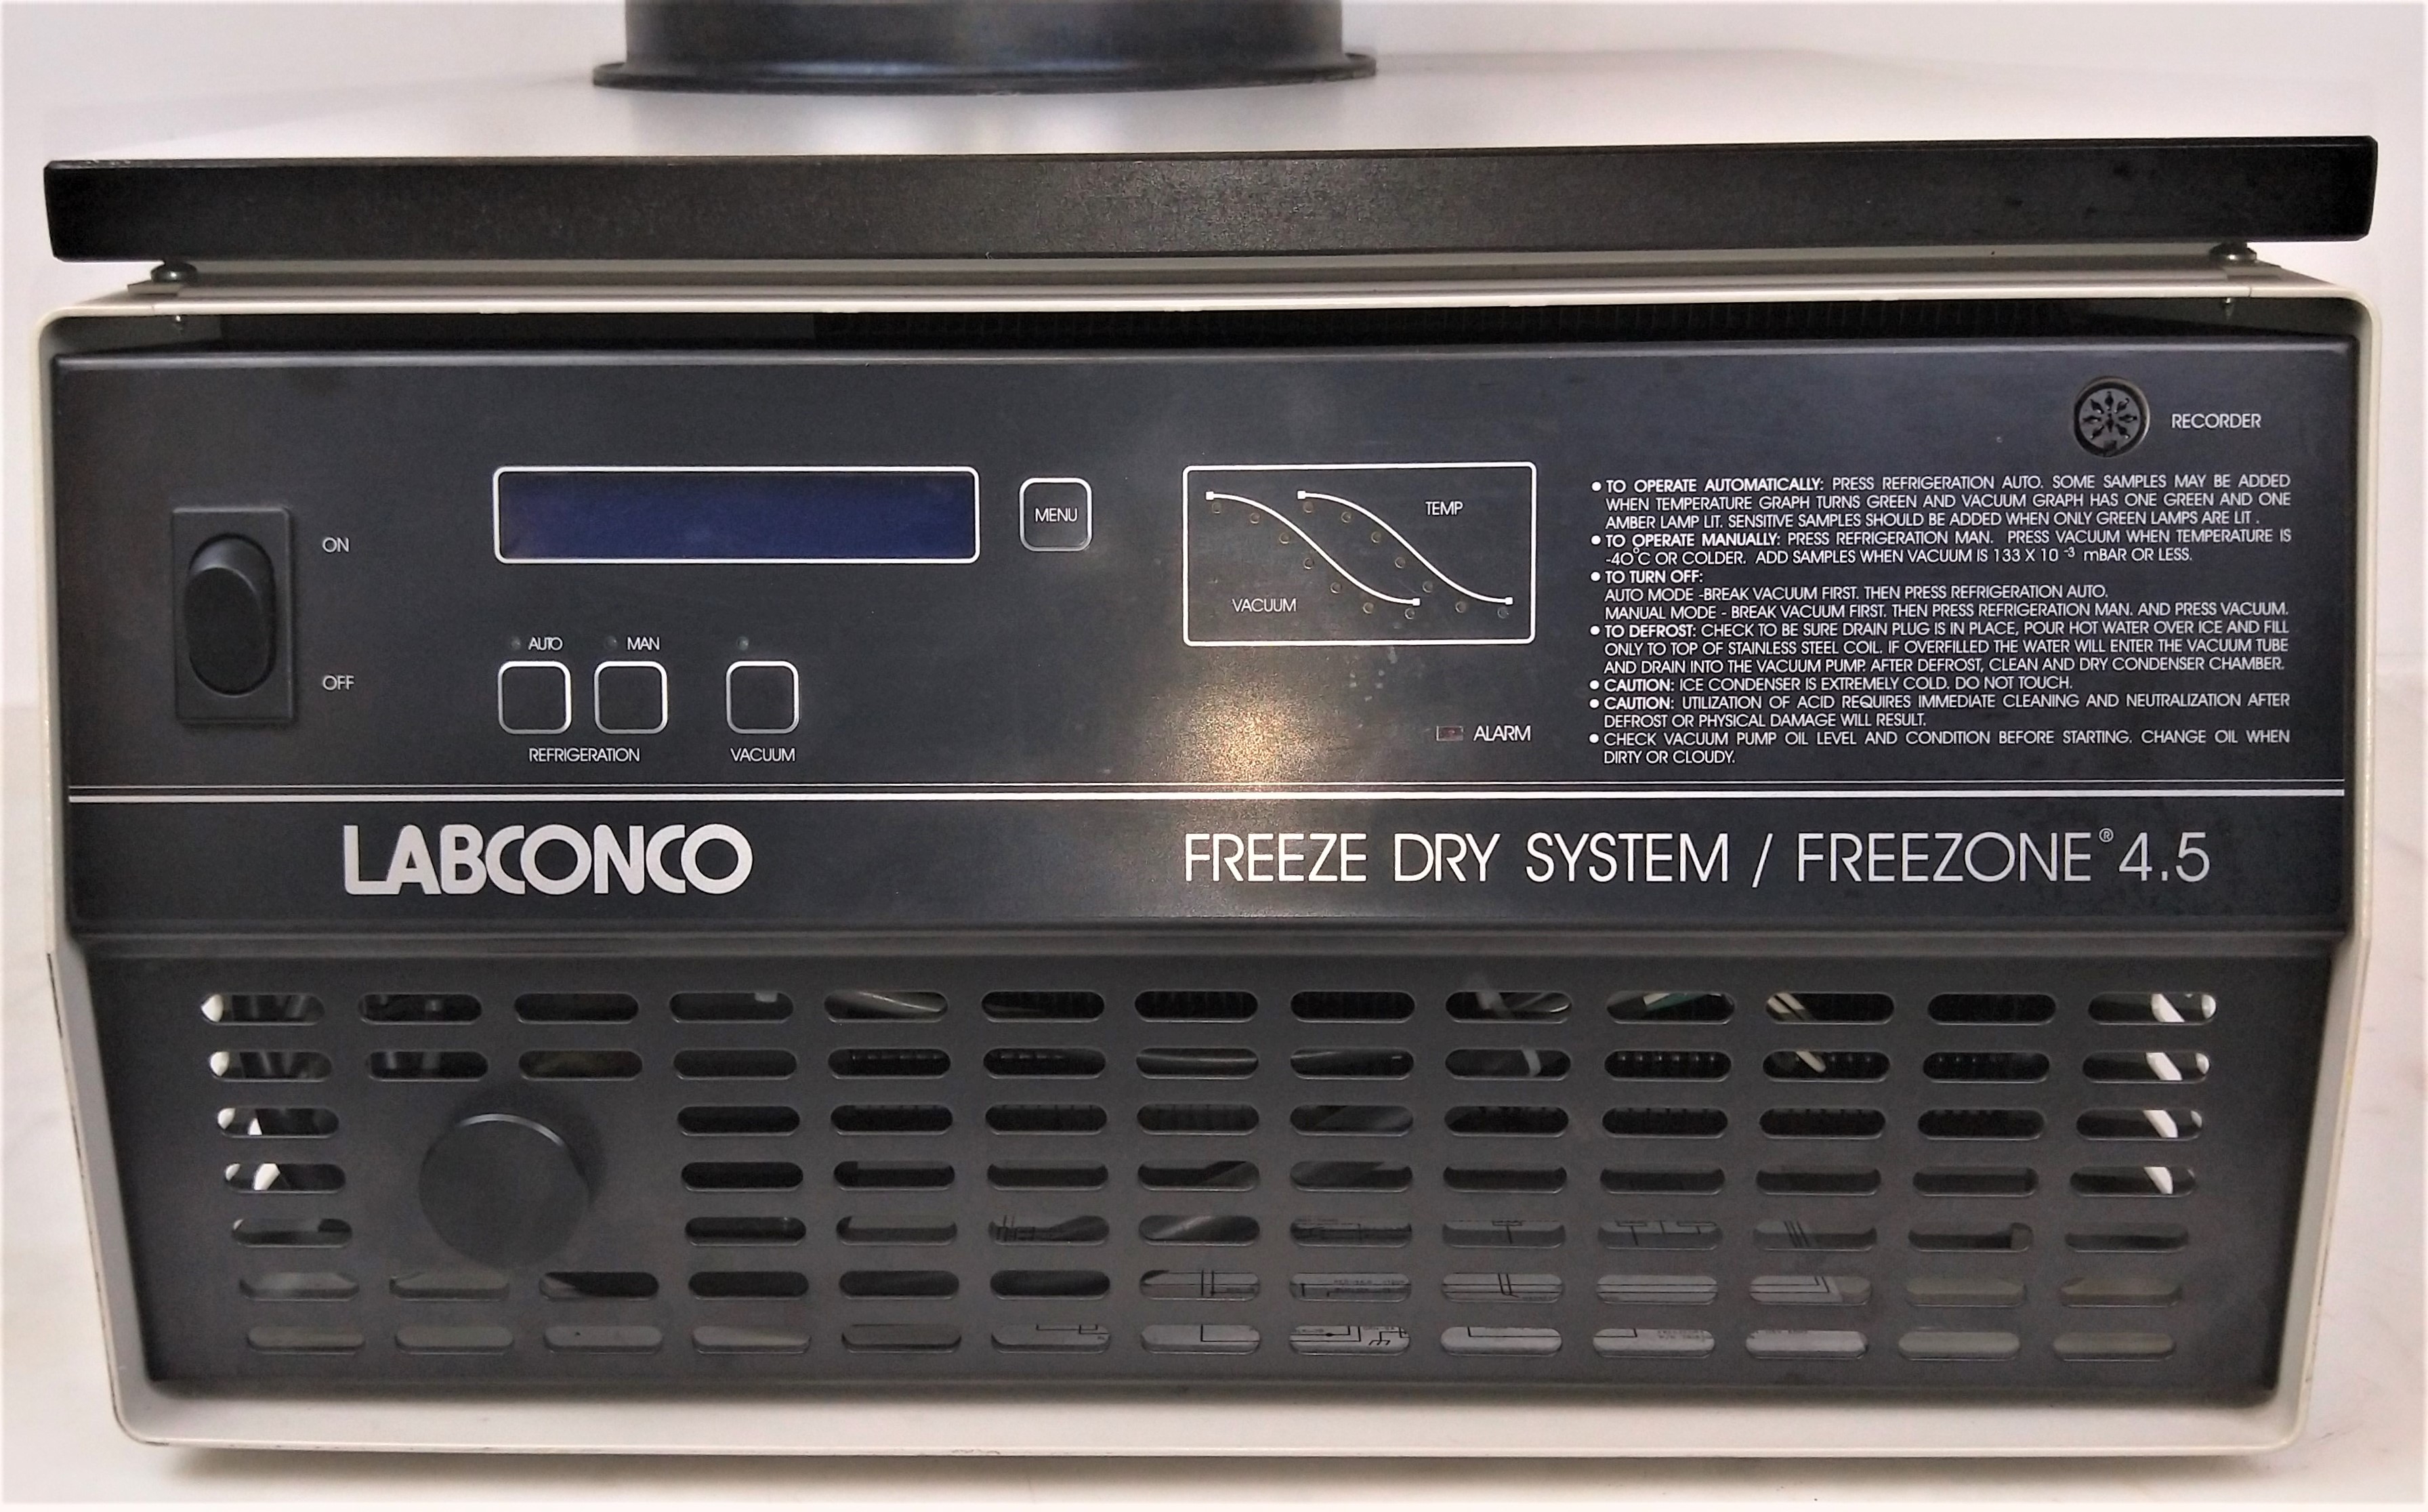 RECORDER
ON
OFF
MENU
TEMP
VACUUM
AUTO MAN
REFRIGERATION VACUUM
ALARM
● TO OPERATE AUTOMATICALLY: PRESS REFRIGERATION AUTO. SOME SAMPLES MAY BE ADDED
WHEN TEMPERATURE GRAPH TURNS GREEN AND VACUUM GRAPH HAS ONE GREEN AND ONE
AMBER LAMP LIT. SENSITIVE SAMPLES SHOULD BE ADDED WHEN ONLY GREEN LAMPS ARE LIT .
● TO OPERATE MANUALLY: PRESS REFRIGERATION MAN. PRESS VACUUM WHEN TEMPERATURE IS
-40°C OR COLDER. ADD SAMPLES WHEN VACUUM IS 133 X 10 ⁻³ mBAR OR LESS.
● TO TURN OFF:
AUTO MODE -BREAK VACUUM FIRST. THEN PRESS REFRIGERATION AUTO.
MANUAL MODE - BREAK VACUUM FIRST. THEN PRESS REFRIGERATION MAN. AND PRESS VACUUM.
● TO DEFROST: CHECK TO BE SURE DRAIN PLUG IS IN PLACE, POUR HOT WATER OVER ICE AND FILL
ONLY TO TOP OF STAINLESS STEEL COIL. IF OVERFILLED THE WATER WILL ENTER THE VACUUM TUBE
AND DRAIN INTO THE VACUUM PUMP. AFTER DEFROST, CLEAN AND DRY CONDENSER CHAMBER.
● CAUTION: ICE CONDENSER IS EXTREMELY COLD. DO NOT TOUCH.
● CAUTION: UTILIZATION OF ACID REQUIRES IMMEDIATE CLEANING AND NEUTRALIZATION AFTER
DEFROST OR PHYSICAL DAMAGE WILL RESULT.
● CHECK VACUUM PUMP OIL LEVEL AND CONDITION BEFORE STARTING. CHANGE OIL WHEN
DIRTY OR CLOUDY.
LABCONCO
FREEZE DRY SYSTEM / FREEZONE® 4.5